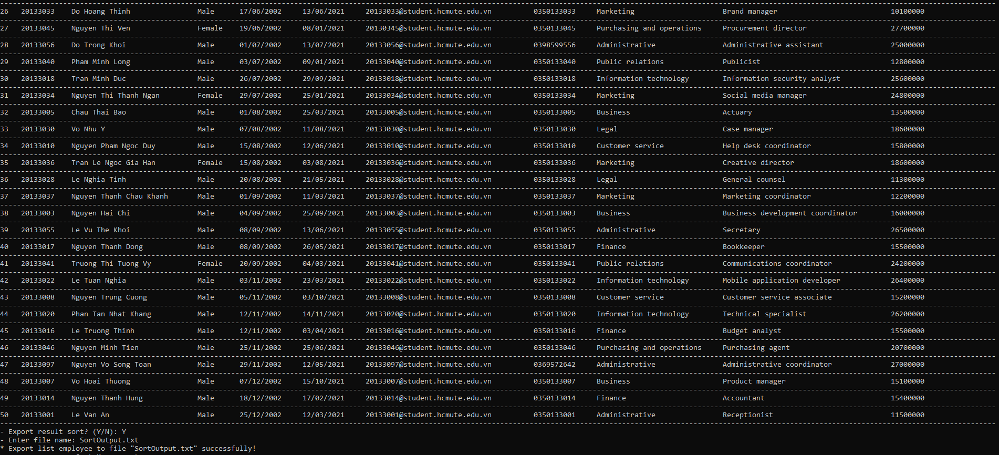 26 20133033 Do Hoang Thinh Male 17/06/2002 13/06/2021 20133033@student.hcmute.edu.vn 0350133033 Marketing Brand manager 10100000
27 20133045 Nguyen Thi Ven Female 19/06/2002 08/01/2021 20130345@student.hcmute.edu.vn 0350133045 Purchasing and operations Procurement director 27700000
28 20133056 Do Trong Khoi Male 01/07/2002 13/07/2021 20133056@student.hcmute.edu.vn 0398599556 Administrative Administrative assistant 25000000
29 20133040 Pham Minh Long Male 03/07/2002 09/01/2021 20133040@student.hcmute.edu.vn 0350133040 Public relations Publicist 12800000
30 20133018 Tran Minh Duc Male 26/07/2002 29/09/2021 20133018@student.hcmute.edu.vn 0350133018 Information technology Information security analyst 25600000
31 20133034 Nguyen Thi Thanh Ngan Female 29/07/2002 25/01/2021 20133034@student.hcmute.edu.vn 0350133034 Marketing Social media manager 24800000
32 20133005 Chau Thai Bao Male 01/08/2002 25/03/2021 20133005@student.hcmute.edu.vn 0350133005 Business Actuary 13500000
33 20133030 Vo Nhu Y Male 07/08/2002 11/08/2021 20133030@student.hcmute.edu.vn 0350133030 Legal Case manager 18600000
34 20133010 Nguyen Pham Ngoc Duy Male 15/08/2002 12/06/2021 20133010@student.hcmute.edu.vn 0350133010 Customer service Help desk coordinator 15800000
35 20133036 Tran Le Ngoc Gia Han Female 15/08/2002 03/08/2021 20133036@student.hcmute.edu.vn 0350133036 Marketing Creative director 18600000
36 20133028 Le Nghia Tinh Male 20/08/2002 21/05/2021 20133028@student.hcmute.edu.vn 0350133028 Legal General counsel 11300000
37 20133037 Nguyen Thanh Chau Khanh Male 01/09/2002 11/03/2021 20133037@student.hcmute.edu.vn 0350133037 Marketing Marketing coordinator 12200000
38 20133003 Nguyen Hai Chi Male 04/09/2002 25/09/2021 20133003@student.hcmute.edu.vn 0350133003 Business Business development coordinator 16000000
39 20133055 Le Vu The Khoi Male 08/09/2002 13/06/2021 20133055@student.hcmute.edu.vn 0350133055 Administrative Secretary 26500000
40 20133017 Nguyen Thanh Dong Male 08/09/2002 26/05/2021 20133017@student.hcmute.edu.vn 0350133017 Finance Bookkeeper 15500000
41 20133041 Truong Thi Tuong Vy Female 20/09/2002 04/03/2021 20133041@student.hcmute.edu.vn 0350133041 Public relations Communications coordinator 24200000
42 20133022 Le Tuan Nghia Male 03/11/2002 23/03/2021 20133022@student.hcmute.edu.vn 0350133022 Information technology Mobile application developer 26400000
43 20133008 Nguyen Trung Cuong Male 05/11/2002 03/10/2021 20133008@student.hcmute.edu.vn 0350133008 Customer service Customer service associate 15200000
44 20133020 Phan Tan Nhat Khang Male 12/11/2002 14/11/2021 20133020@student.hcmute.edu.vn 0350133020 Information technology Technical specialist 26200000
45 20133016 Le Truong Thinh Male 12/11/2002 03/04/2021 20133016@student.hcmute.edu.vn 0350133016 Finance Budget analyst 15500000
46 20133046 Nguyen Minh Tien Male 25/11/2002 25/06/2021 20133046@student.hcmute.edu.vn 0350133046 Purchasing and operations Purchasing agent 20700000
47 20133097 Nguyen Vo Song Toan Male 29/11/2002 12/05/2021 20133097@student.hcmute.edu.vn 0369572642 Administrative Administrative coordinator 27000000
48 20133007 Vo Hoai Thuong Male 07/12/2002 15/10/2021 20133007@student.hcmute.edu.vn 0350133007 Business Product manager 15100000
49 20133014 Nguyen Thanh Hung Male 18/12/2002 17/02/2021 20133014@student.hcmute.edu.vn 0350133014 Finance Accountant 15400000
50 20133001 Le Van An Male 25/12/2002 12/03/2021 20133001@student.hcmute.edu.vn 0350133001 Administrative Receptionist 11500000
- Export result sort? (Y/N): Y
- Enter file name: SortOutput.txt
* Export list employee to file "SortOutput.txt" successfully!